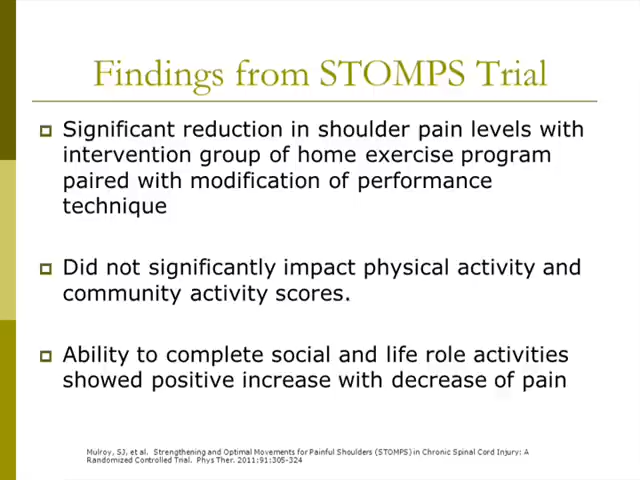 Findings from STOMPS Trial
Significant reduction in shoulder pain levels with
intervention group of home exercise program
paired with modification of performance
technique
Did not significantly impact physical activity and
community activity scores.
Ability to complete social and life role activities
showed positive increase with decrease of pain
Mulroy, SJ, et al. Strengthening and Optimal Movements for Painful Shoulders (STOMPS) in Chronic Spinal Cord Injury: A
Randomized Controlled Trial. Phys Ther. 2011;91:305-324